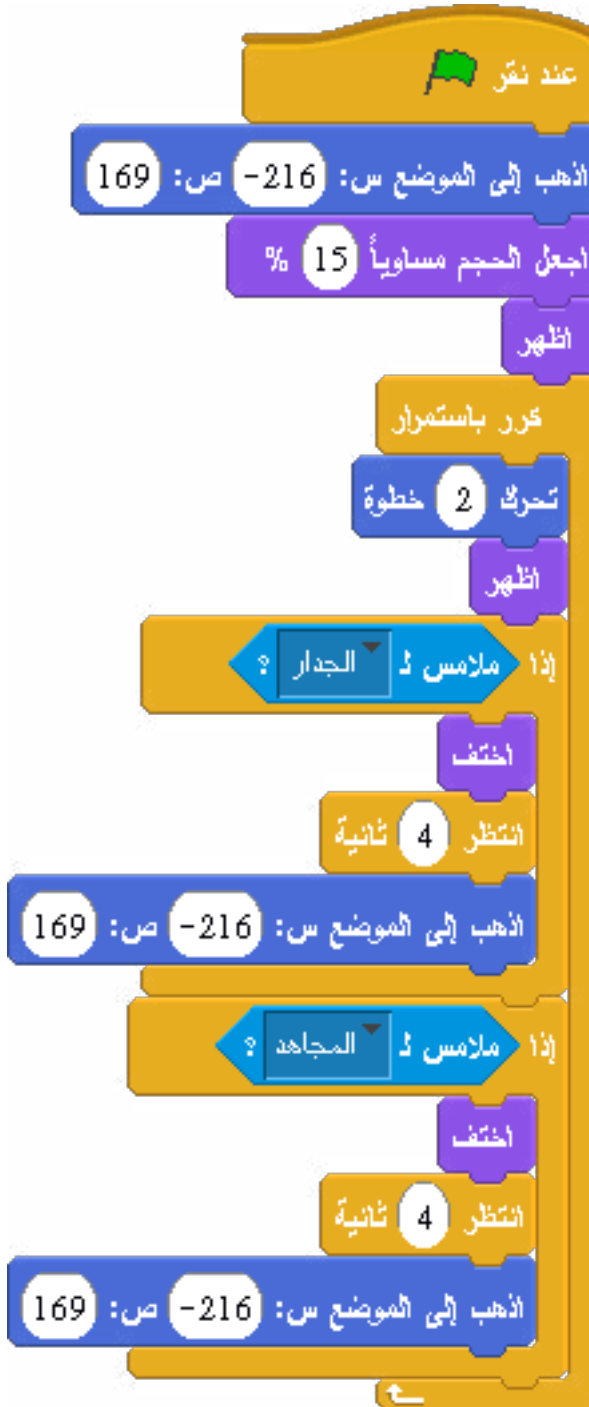 عند نقر
اذهب إلى الموضع س: 216- ص: 169
اجعل الحجم مساوياً 15 %
اظهر
كرر باستمرار
تحرك 2 خطوة
اظهر
إذا ملامس لـ الجدار ؟
اختف
انتظر 4 ثانية
اذهب إلى الموضع س: 216- ص: 169
إذا ملامس لـ المجاهد ؟
اختف
انتظر 4 ثانية
اذهب إلى الموضع س: 216- ص: 169